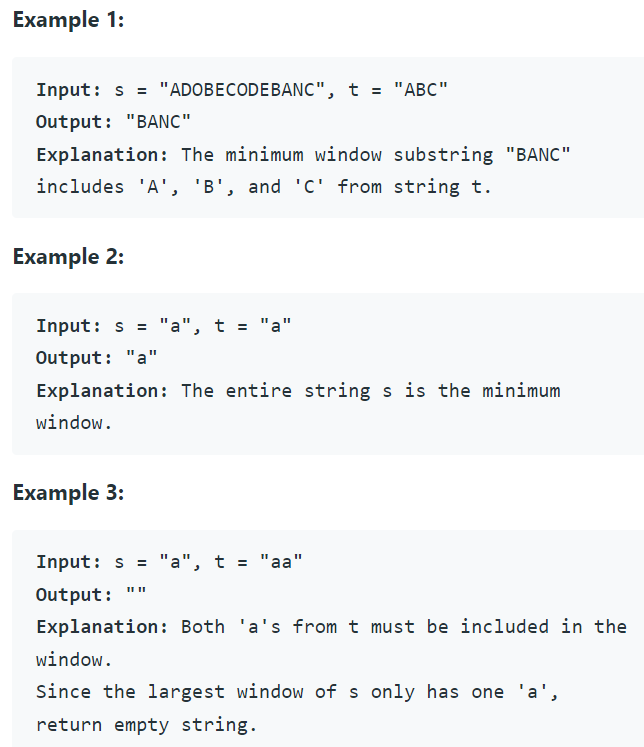 Example 1:
Input: s = "ADOBECODEBANC", t = "ABC"
Output: "BANC"
Explanation: The minimum window substring "BANC"
includes 'A', 'B', and 'C' from string t.
Example 2:
Input: s = "a", t = "a"
Output: "a"
Explanation: The entire string s is the minimum
window.
Example 3:
Input: s = "a", t = "aa"
Output: ""
Explanation: Both 'a's from t must be included in the
window.
Since the largest window of s only has one 'a',
return empty string.